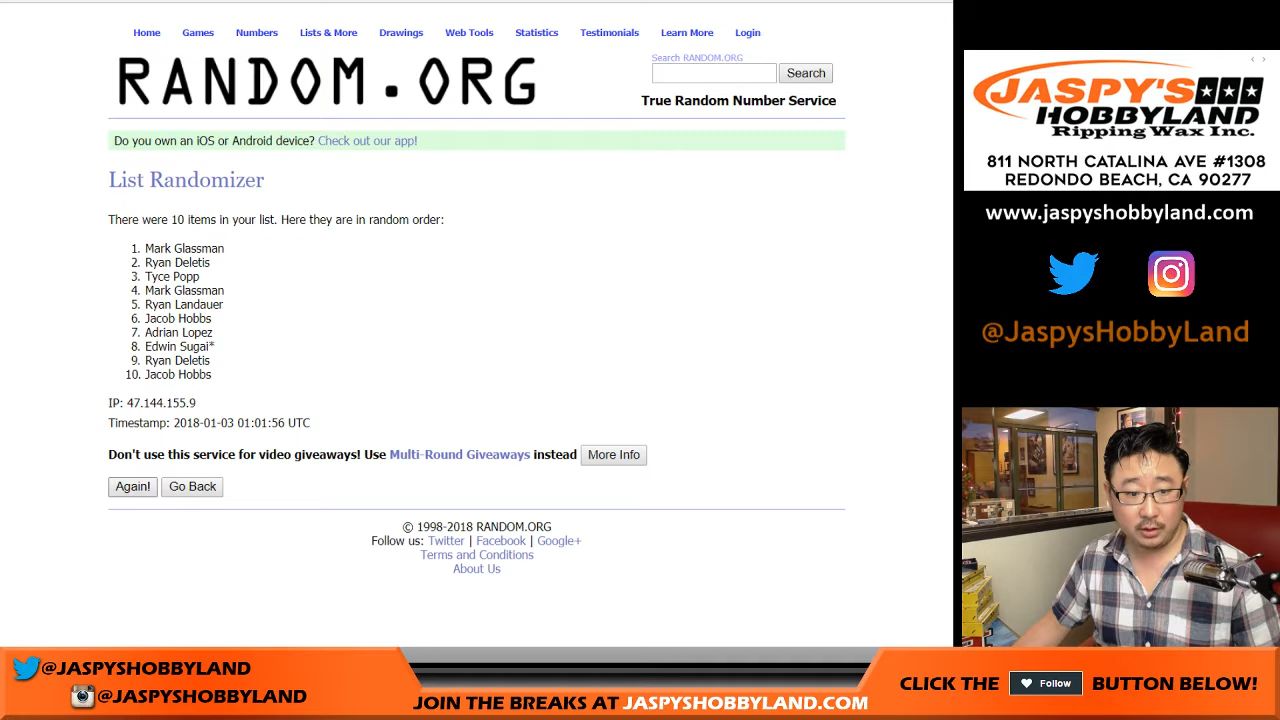 Home Games Numbers Lists & More Drawings Web Tools Statistics Testimonials Learn More Login
RANDOM.ORG
Search RANDOM.ORG
Search
True Random Number Service
Do you own an iOS or Android device? Check out our app!
List Randomizer
There were 10 items in your list. Here they are in random order:
1. Mark Glassman
2. Ryan Deletis
3. Tyce Popp
4. Mark Glassman
5. Ryan Landauer
6. Jacob Hobbs
7. Adrian Lopez
8. Edwin Sugai*
9. Ryan Deletis
10. Jacob Hobbs
IP: 47.144.155.9
Timestamp: 2018-01-03 01:01:56 UTC
Don't use this service for video giveaways! Use Multi-Round Giveaways instead More Info
Again! Go Back
© 1998-2018 RANDOM.ORG
Follow us: Twitter | Facebook | Google+
Terms and Conditions
About Us
JASPY'S
HOBBYLAND
Ripping Wax Inc.
811 NORTH CATALINA AVE #1308
REDONDO BEACH, CA 90277
www.jaspyshobbyland.com
@JaspysHobbyLand
@JASPYSHOBBYLAND
@JASPYSHOBBYLAND
JOIN THE BREAKS AT JASPYSHOBBYLAND.COM
CLICK THE Follow BUTTON BELOW!